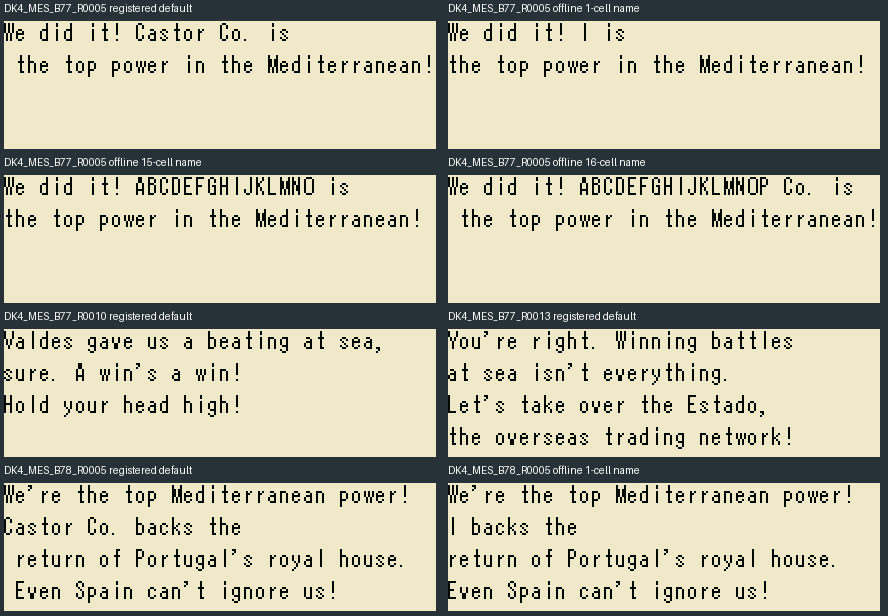 DK4_MES_B77_R0005 registered default
We did it! Castor Co. is
the top power in the Mediterranean!
DK4_MES_B77_R0005 offline 1-cell name
We did it! I is
the top power in the Mediterranean!
DK4_MES_B77_R0005 offline 15-cell name
We did it! ABCDEFGHIJKLMNO is
the top power in the Mediterranean!
DK4_MES_B77_R0005 offline 16-cell name
We did it! ABCDEFGHIJKLMNOP Co. is
the top power in the Mediterranean!
DK4_MES_B77_R0010 registered default
Valdes gave us a beating at sea,
sure. A win's a win!
Hold your head high!
DK4_MES_B77_R0013 registered default
You're right. Winning battles
at sea isn't everything.
Let's take over the Estado,
the overseas trading network!
DK4_MES_B78_R0005 registered default
We're the top Mediterranean power!
Castor Co. backs the
return of Portugal's royal house.
Even Spain can't ignore us!
DK4_MES_B78_R0005 offline 1-cell name
We're the top Mediterranean power!
I backs the
return of Portugal's royal house.
Even Spain can't ignore us!